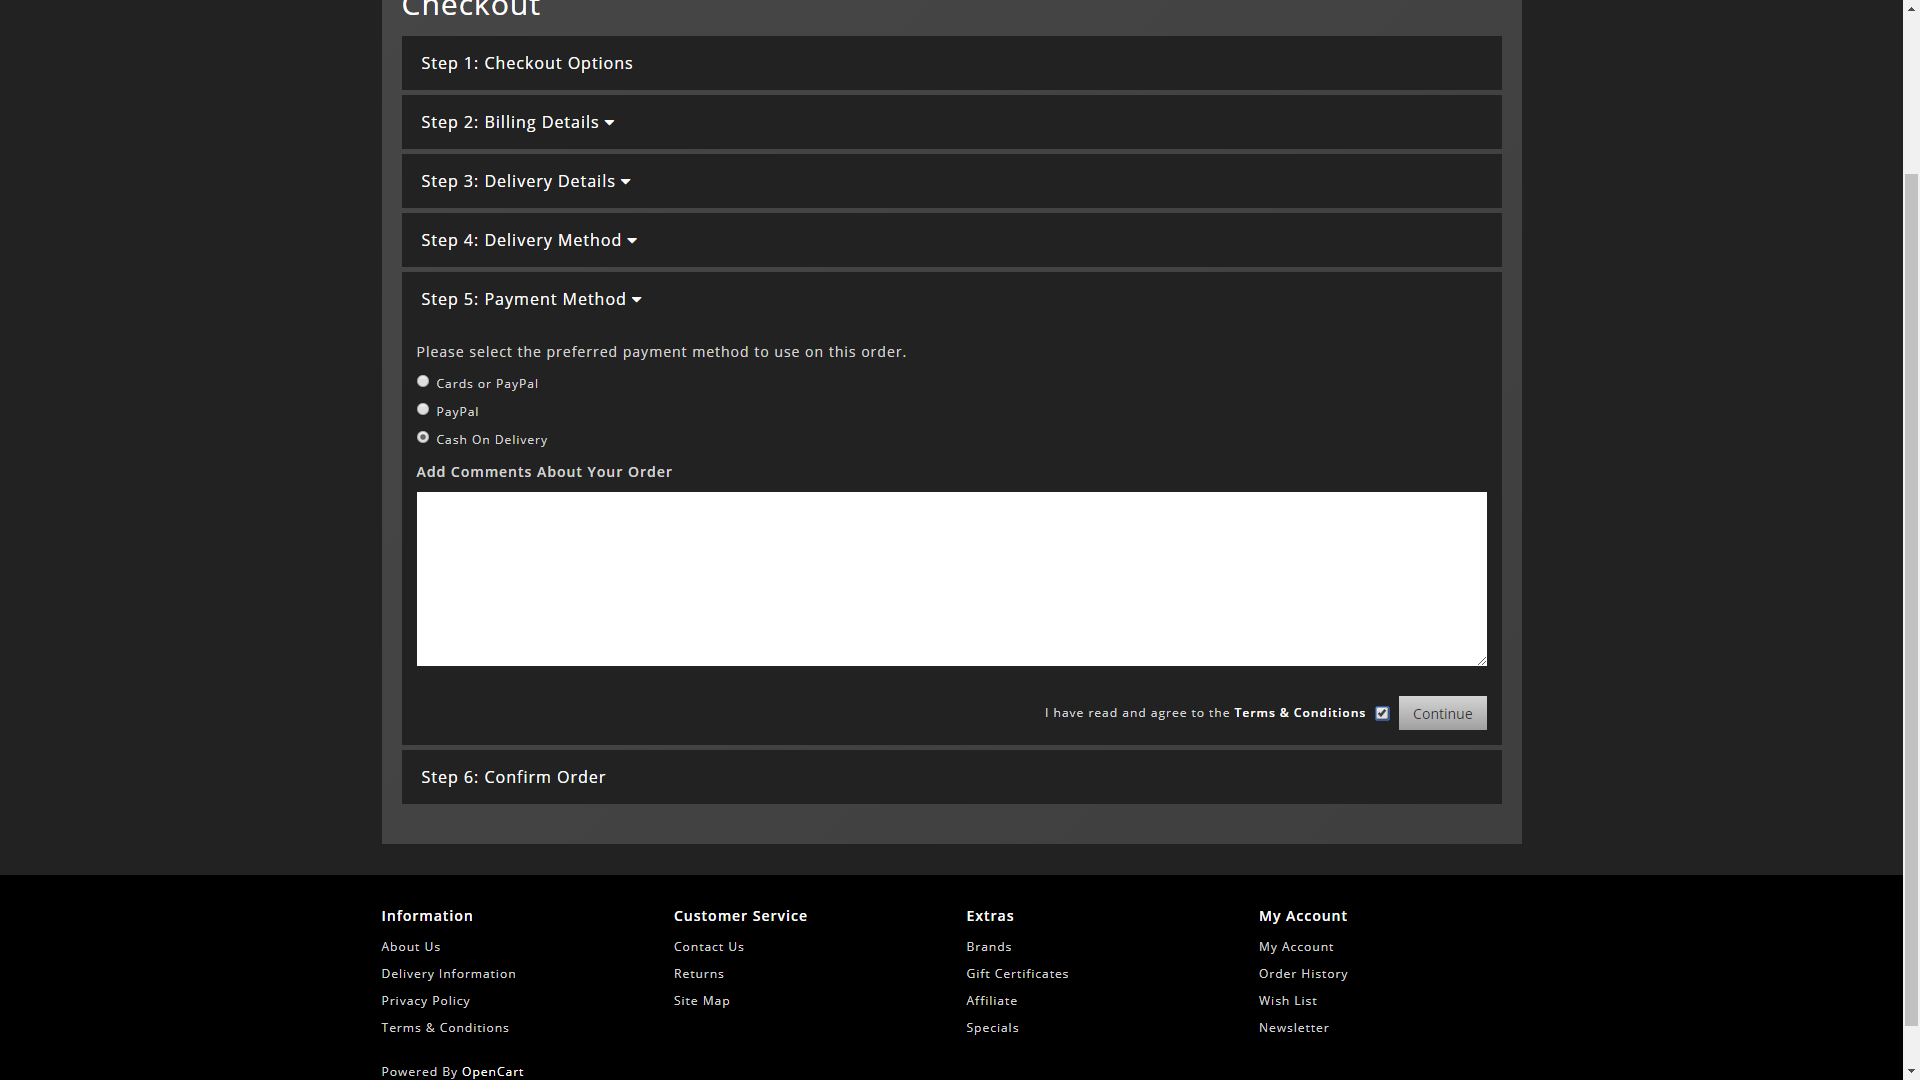 Checkout
Step 1: Checkout Options
Step 2: Billing Details
Step 3: Delivery Details
Step 4: Delivery Method
Step 5: Payment Method
Please select the preferred payment method to use on this order.
Cards or PayPal
PayPal
Cash On Delivery
Add Comments About Your Order
I have read and agree to the Terms & Conditions
Continue
Step 6: Confirm Order
Information
About Us
Delivery Information
Privacy Policy
Terms & Conditions
Customer Service
Contact Us
Returns
Site Map
Extras
Brands
Gift Certificates
Affiliate
Specials
My Account
My Account
Order History
Wish List
Newsletter
Powered By OpenCart